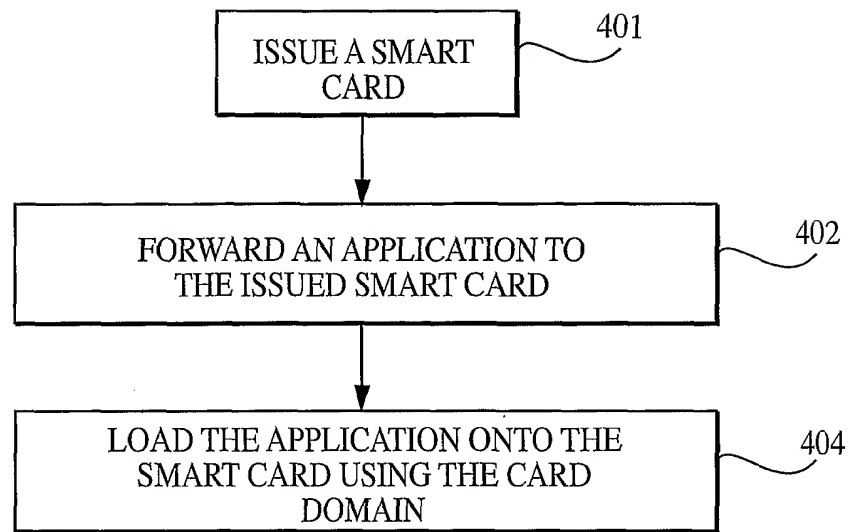 ISSUE A SMART
CARD
401
FORWARD AN APPLICATION TO
THE ISSUED SMART CARD
402
LOAD THE APPLICATION ONTO THE
SMART CARD USING THE CARD
DOMAIN
404